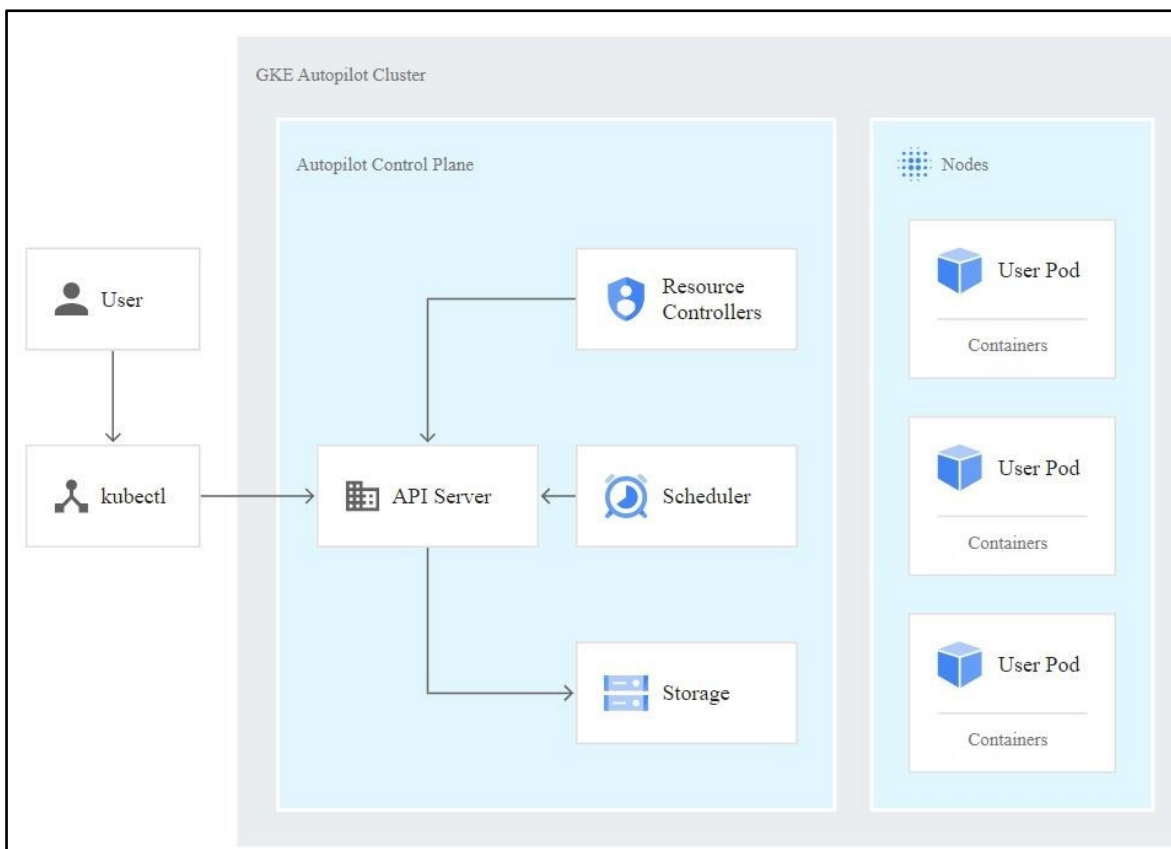 GKE Autopilot Cluster
Autopilot Control Plane
Nodes
User
kubectl
API Server
Resource
Controllers
Scheduler
Storage
User Pod
Containers
User Pod
Containers
User Pod
Containers